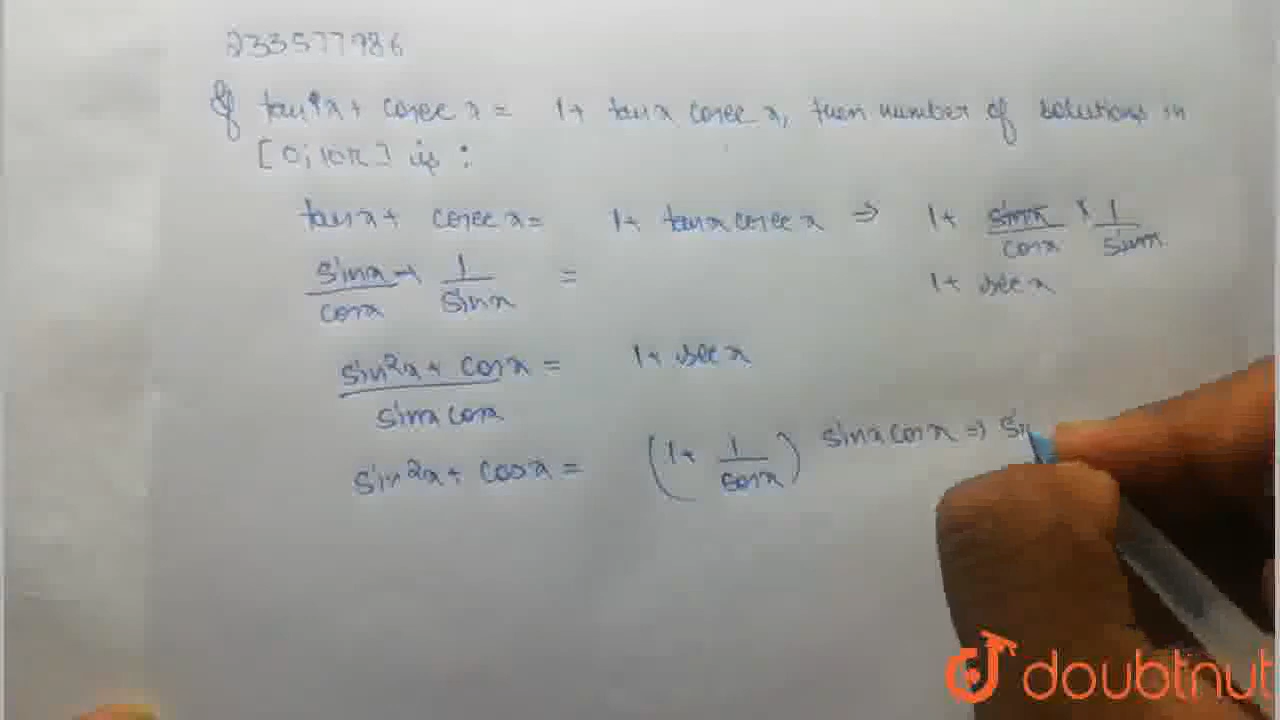 233577986
If tan x + cosec x = 1 + tan x cosec x, then number of solutions in
[0, 10π] is :
tan x + cosec x = 1 + tan x cosec x ⇒ 1 + sin x / cos x × 1 / sin x
sin x / cos x + 1 / sin x = 1 + sec x
sin²x + cos x / sin x cos x = 1 + sec x
sin²x + cos x = (1 + 1 / cos x) sin x cos x ⇒
doubtnut